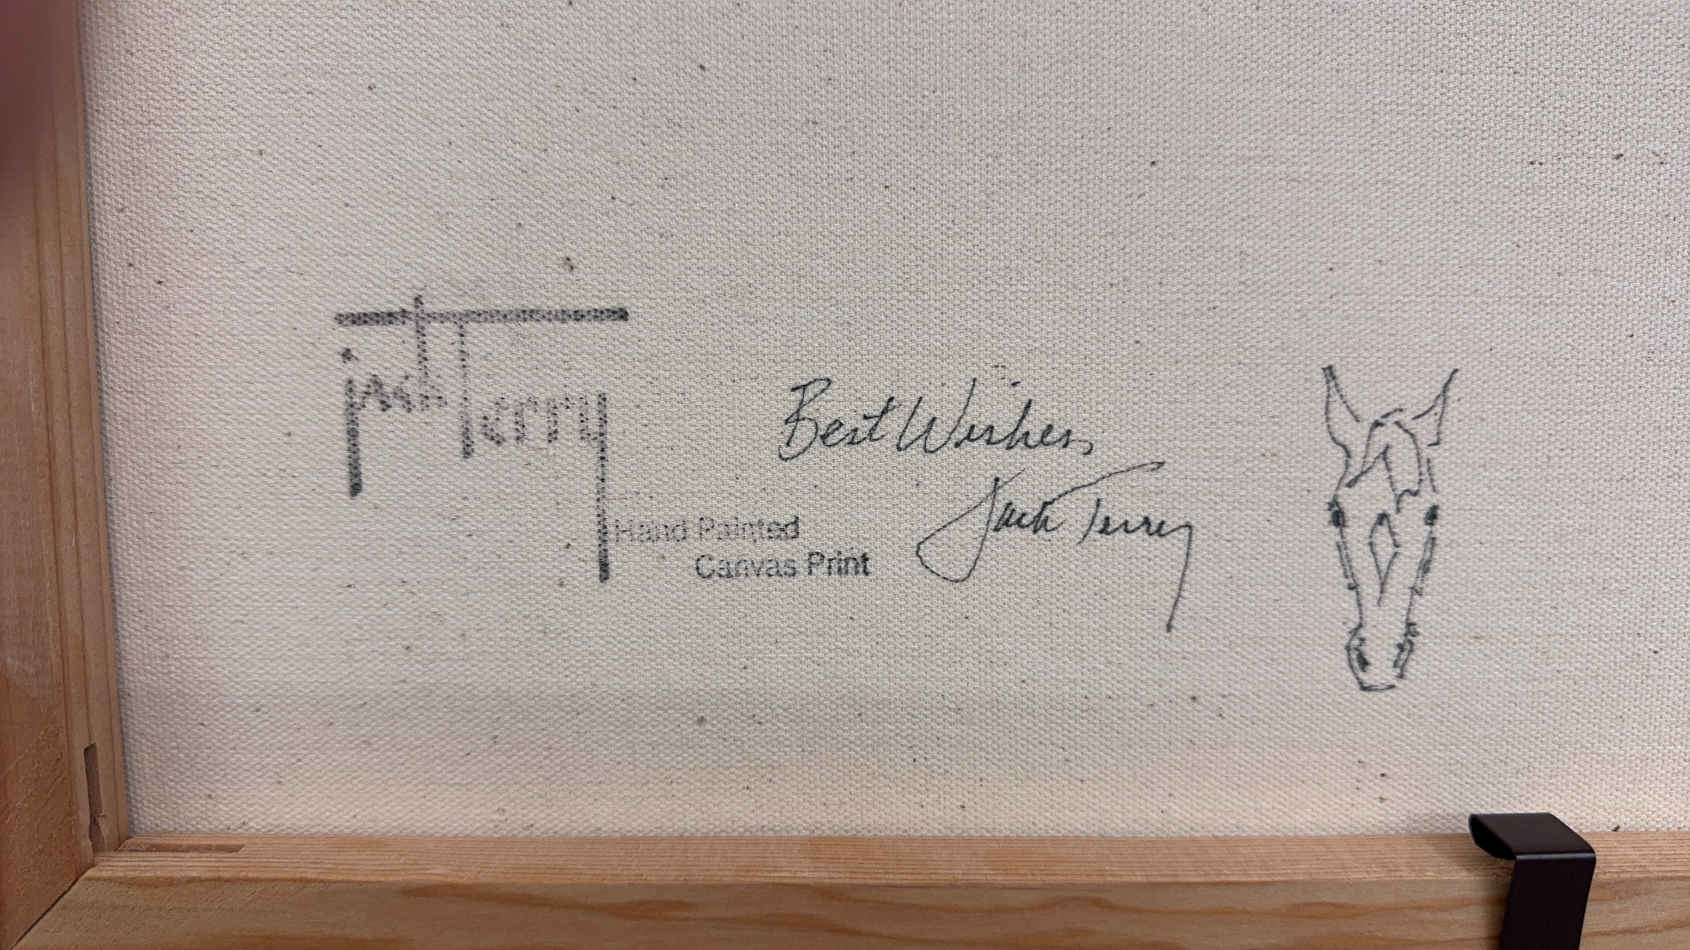 jack Terry
Hand Painted
Canvas Print
Best Wishes,
Jack Terry